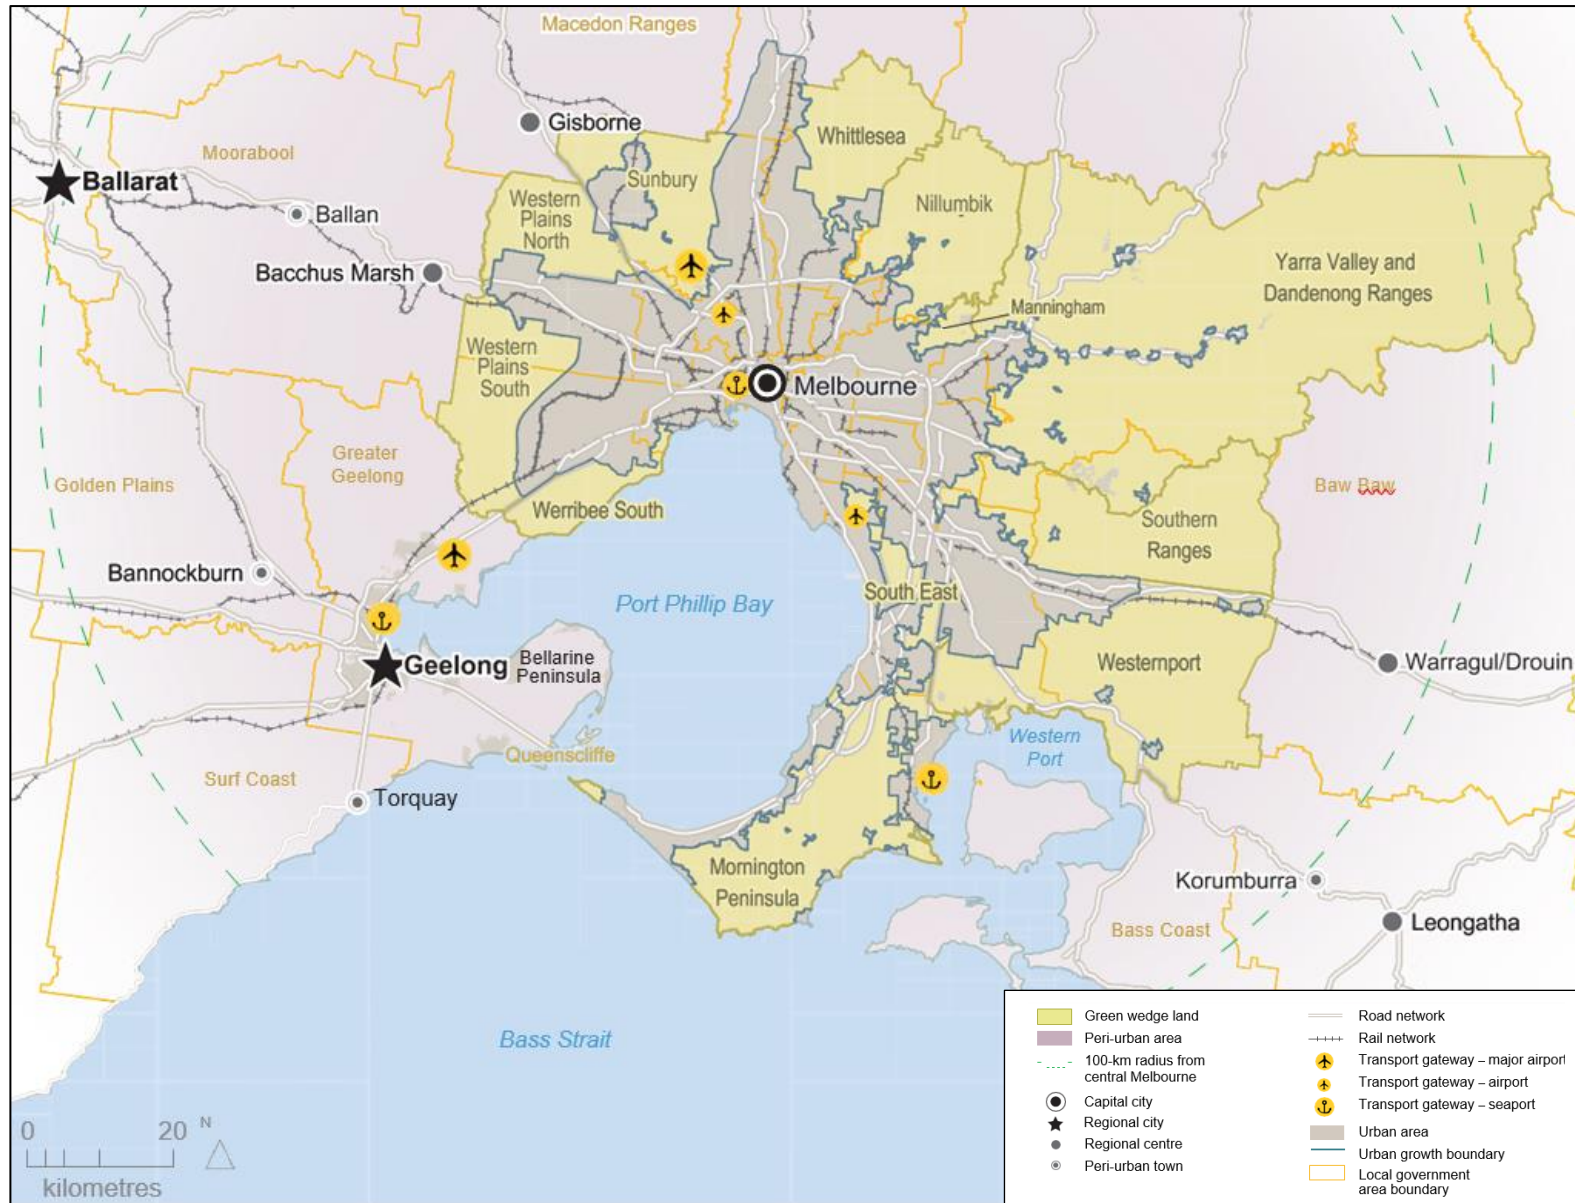 Macedon Ranges
Gisborne
Whittlesea
Moorabool
Ballarat
Sunbury
Western
Plains
North
Nillumbik
Ballan
Bacchus Marsh
Yarra Valley and
Dandenong Ranges
Manningham
Western
Plains
South
Melbourne
Greater
Geelong
Golden Plains
Baw Baw
Werribee South
Southern
Ranges
Bannockburn
South East
Port Phillip Bay
Geelong
Bellarine
Peninsula
Westernport
Warragul/Drouin
Western
Port
Queenscliffe
Surf Coast
Torquay
Mornington
Peninsula
Korumburra
Leongatha
Bass Coast
Bass Strait
Green wedge land
Peri-urban area
100-km radius from
central Melbourne
Capital city
Regional city
Regional centre
Peri-urban town
Road network
Rail network
Transport gateway – major airport
Transport gateway – airport
Transport gateway – seaport
Urban area
Urban growth boundary
Local government
area boundary
0 20 N
kilometres